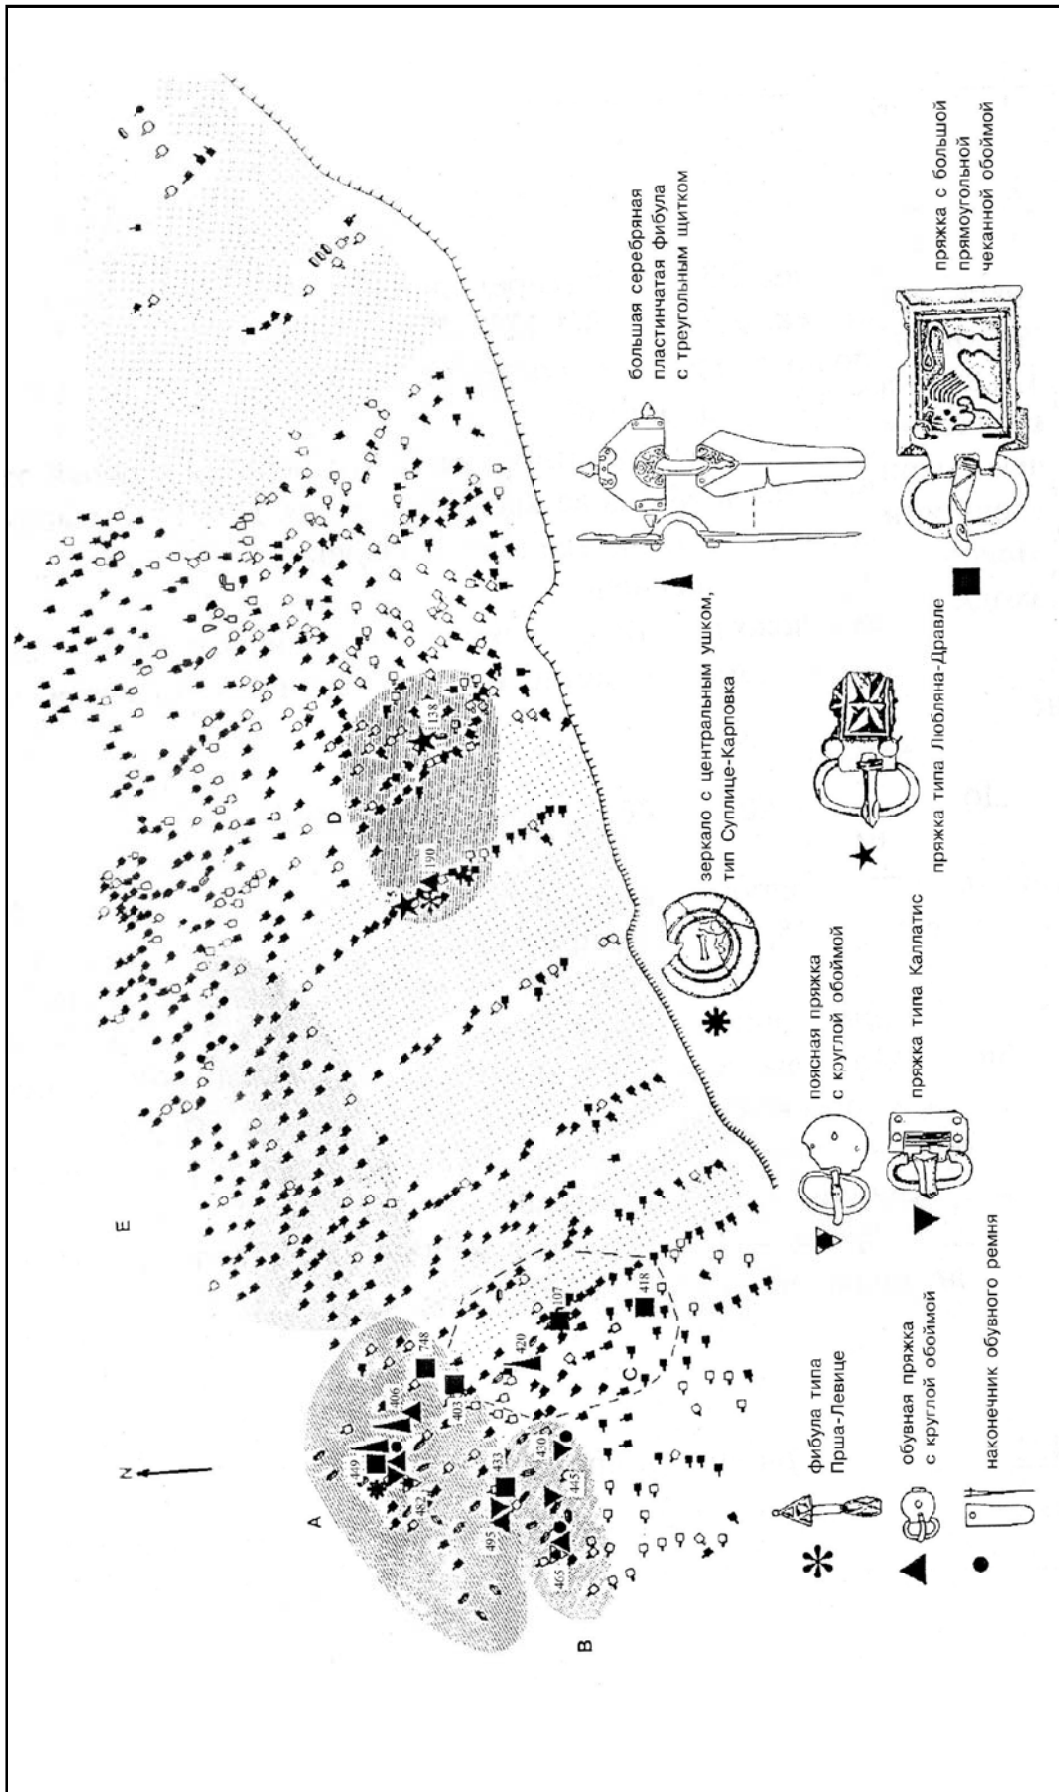 N
A
B
C
D
E
406
748
449
403
482
433
495
420
430
445
465
107
418
190
1138
большая серебряная
пластинчатая фибула
с треугольным щитком
зеркало с центральным ушком,
тип Суллице-Карповка
поясная пряжка
с круглой обоймой
фибула типа
Прша-Левице
обувная пряжка
с круглой обоймой
наконечник обувного ремня
пряжка типа Каллатис
пряжка типа Любляна-Дравле
пряжка с большой
прямоугольной
чеканной обоймой